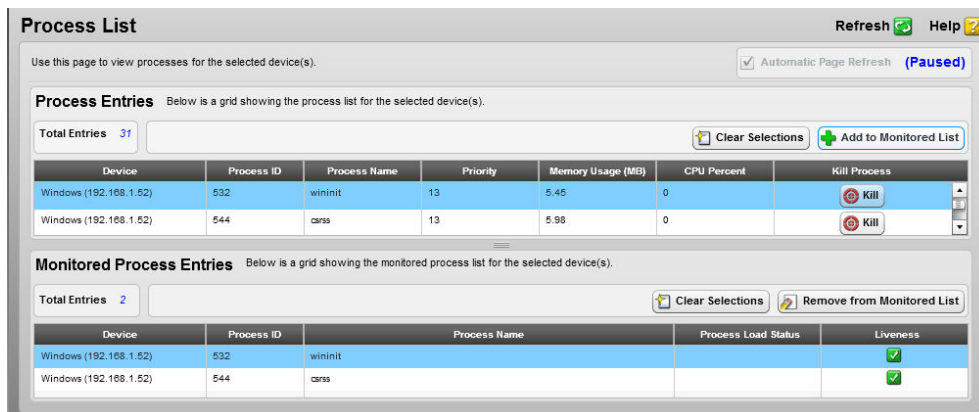 Process List Refresh Help
Use this page to view processes for the selected device(s). Automatic Page Refresh (Paused)
Process Entries Below is a grid showing the process list for the selected device(s).
Total Entries 31 Clear Selections Add to Monitored List
Device Process ID Process Name Priority Memory Usage (MB) CPU Percent Kill Process
Windows (192.168.1.52) 532 wininit 13 5.45 0 Kill
Windows (192.168.1.52) 544 csrss 13 5.98 0 Kill
Monitored Process Entries Below is a grid showing the monitored process list for the selected device(s).
Total Entries 2 Clear Selections Remove from Monitored List
Device Process ID Process Name Process Load Status Liveness
Windows (192.168.1.52) 532 wininit
Windows (192.168.1.52) 544 csrss